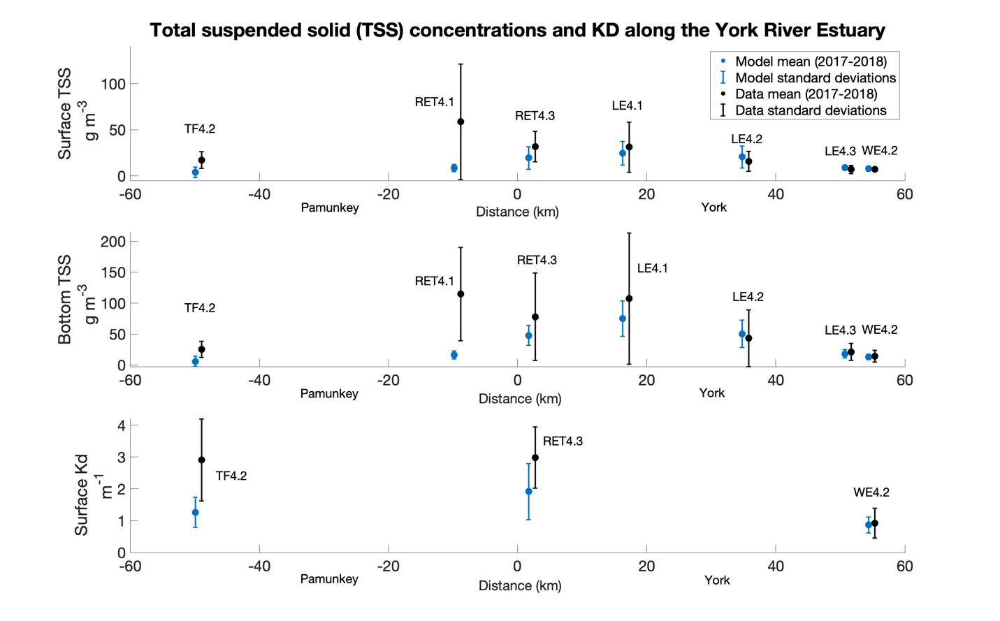 Total suspended solid (TSS) concentrations and KD along the York River Estuary
Surface TSS
g m-3
100
50
0
TF4.2
RET4.1
RET4.3
LE4.1
LE4.2
LE4.3
WE4.2
Model mean (2017-2018)
Model standard deviations
Data mean (2017-2018)
Data standard deviations
-60 -40 -20 0 20 40 60
Pamunkey
Distance (km)
York
Bottom TSS
g m-3
200
150
100
50
0
TF4.2
RET4.1
RET4.3
LE4.1
LE4.2
LE4.3
WE4.2
-60 -40 -20 0 20 40 60
Pamunkey
Distance (km)
York
Surface Kd
m-1
4
3
2
1
0
TF4.2
RET4.3
WE4.2
-60 -40 -20 0 20 40 60
Pamunkey
Distance (km)
York